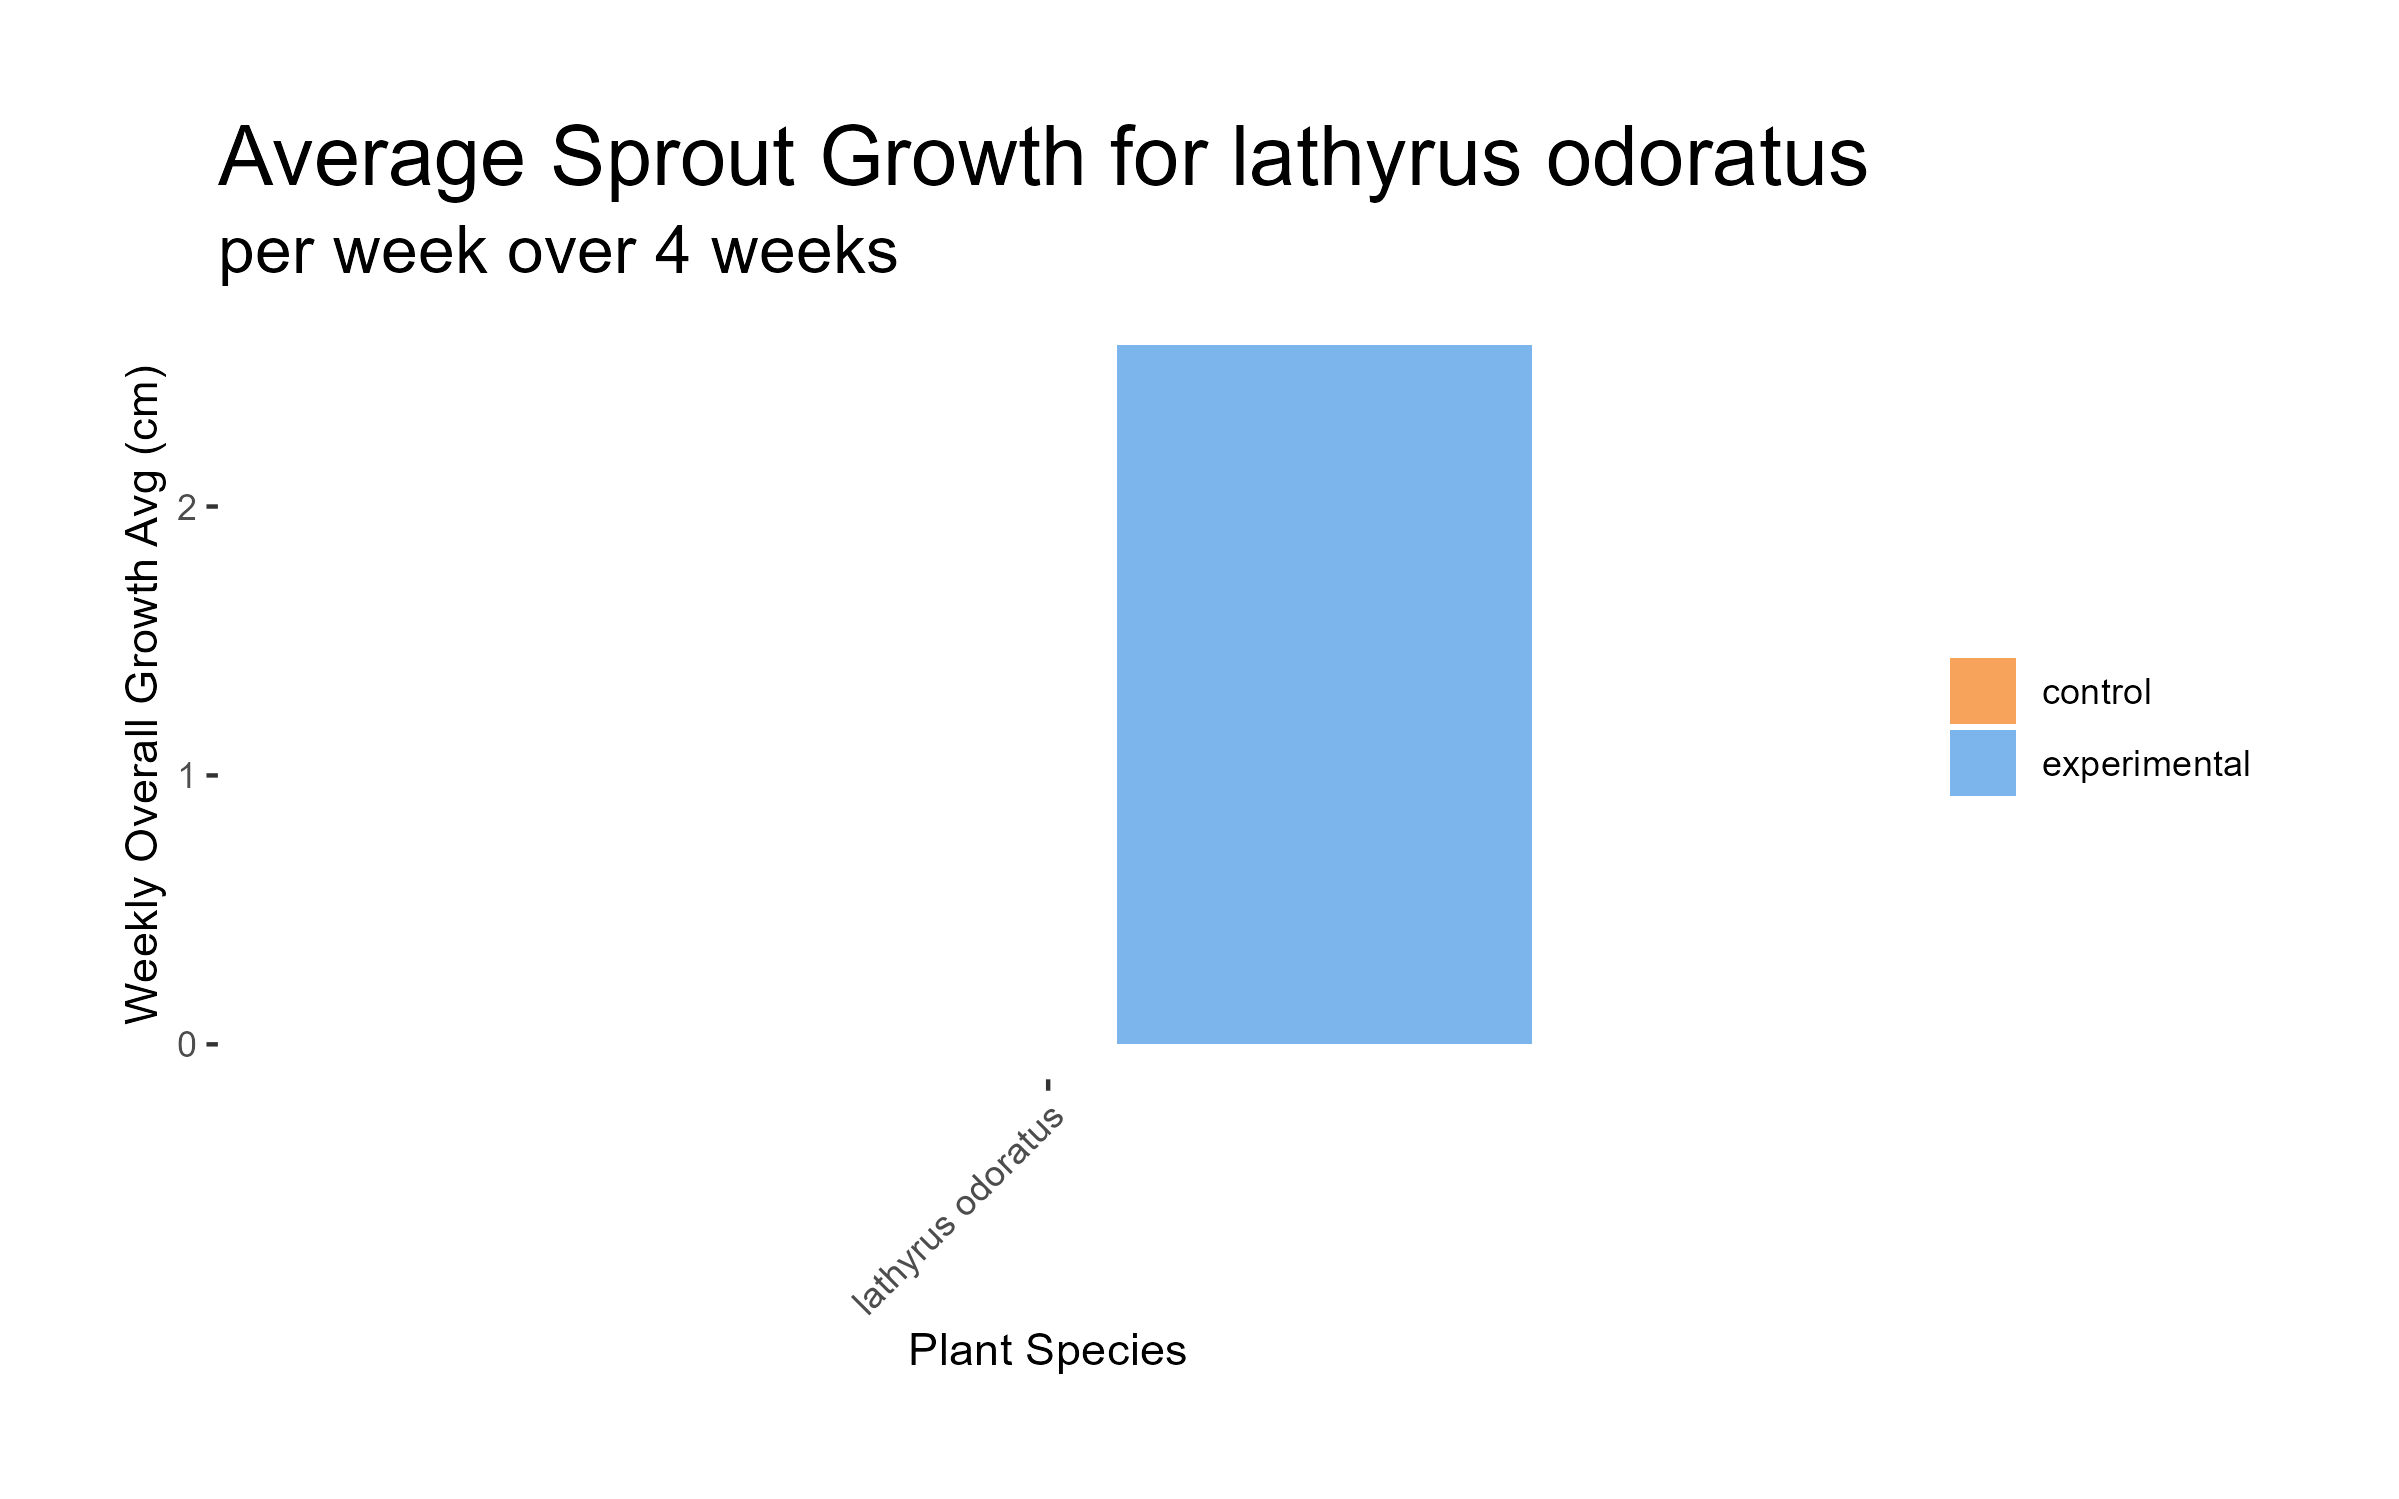 Average Sprout Growth for lathyrus odoratus
per week over 4 weeks
Weekly Overall Growth Avg (cm)
2
1
0
control
experimental
lathyrus odoratus
Plant Species